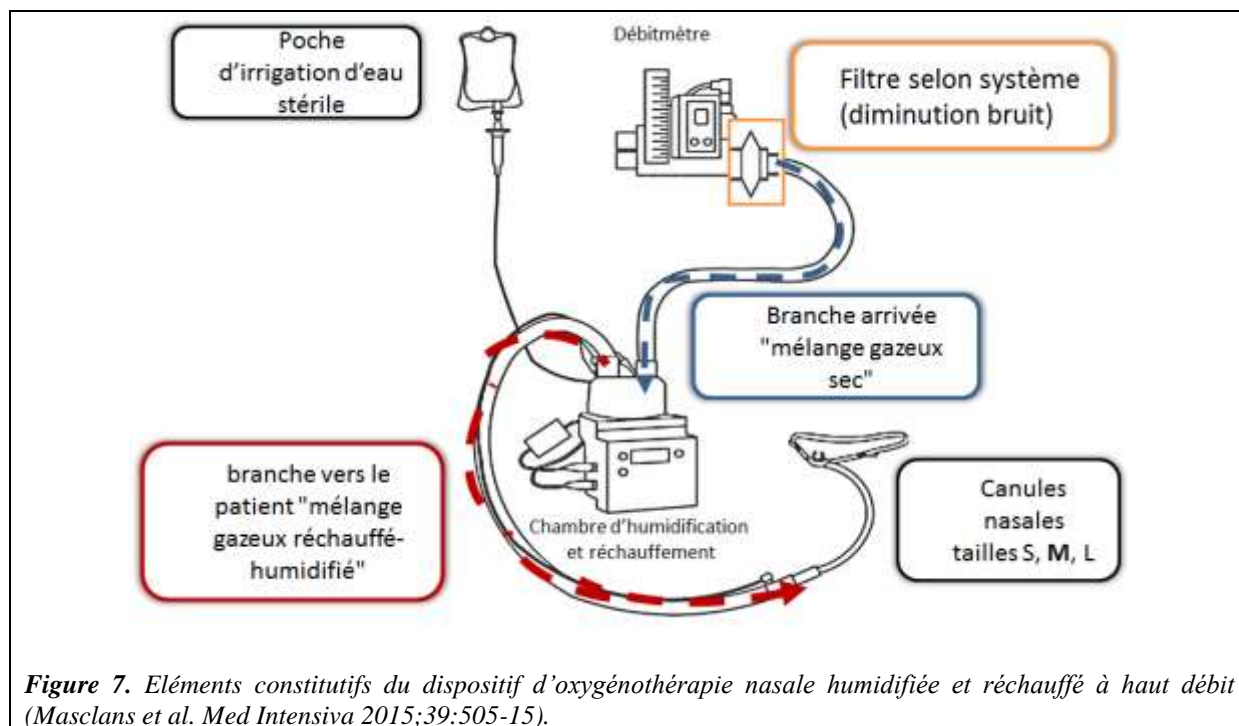 Poche
d'irrigation d'eau
stérile
Débitmètre
Filtre selon système
(diminution bruit)
Branche arrivée
"mélange gazeux
sec"
branche vers le
patient "mélange
gazeux réchauffé-
humidifié"
Chambre d'humidification
et réchauffement
Canules
nasales
tailles S, M, L
Figure 7. Eléments constitutifs du dispositif d'oxygénothérapie nasale humidifiée et réchauffé à haut débit
(Masclans et al. Med Intensiva 2015;39:505-15).